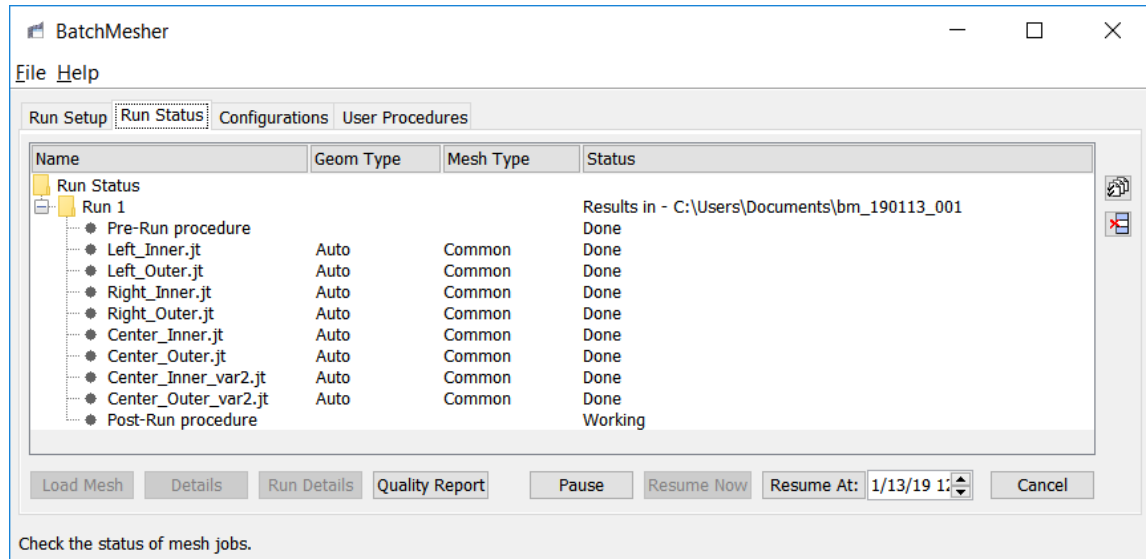 BatchMesher
File Help
Run Setup Run Status Configurations User Procedures
Name Geom Type Mesh Type Status
Run Status
Run 1 Results in - C:\Users\Documents\bm_190113_001
Pre-Run procedure Done
Left_Inner.jt Auto Common Done
Left_Outer.jt Auto Common Done
Right_Inner.jt Auto Common Done
Right_Outer.jt Auto Common Done
Center_Inner.jt Auto Common Done
Center_Outer.jt Auto Common Done
Center_Inner_var2.jt Auto Common Done
Center_Outer_var2.jt Auto Common Done
Post-Run procedure Working
Load Mesh Details Run Details Quality Report Pause Resume Now Resume At: 1/13/19 Cancel
Check the status of mesh jobs.